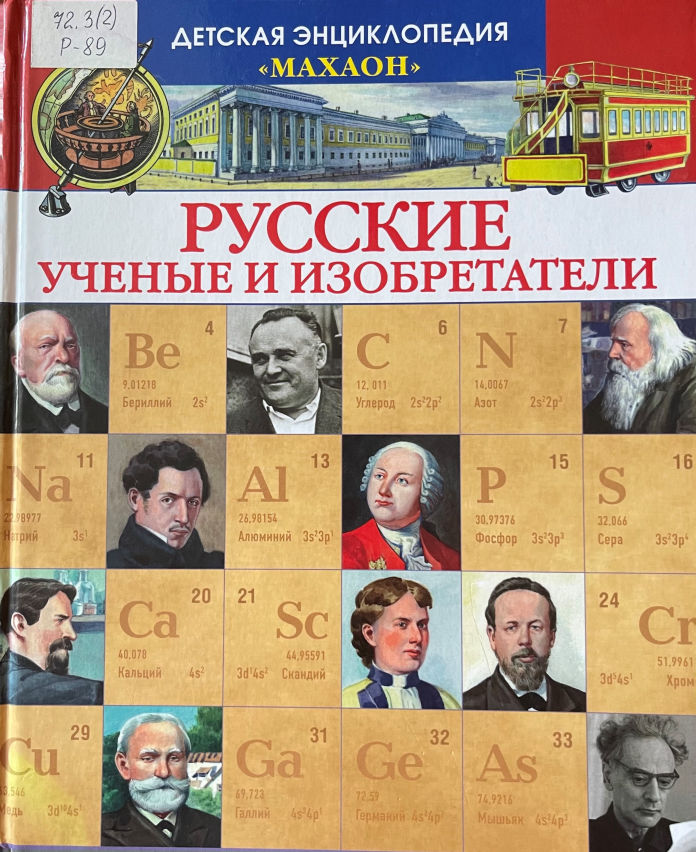 72.3(2)
Р-89
ДЕТСКАЯ ЭНЦИКЛОПЕДИЯ
«МАХАОН»
РУССКИЕ
УЧЕНЫЕ И ИЗОБРЕТАТЕЛИ
4
Be
9,01218
Бериллий 2s²
6
C
12,011
Углерод 2s²2p²
7
N
14,0067
Азот 2s²2p³
11
Na
22,98977
Натрий 3s¹
13
Al
26,98154
Алюминий 3s²3p¹
15
P
30,97376
Фосфор 3s²3p³
16
S
32,066
Сера 3s²3p⁴
20
Ca
40,078
Кальций 4s²
21
Sc
44,95591
3d¹4s² Скандий
24
Cr
51,9961
3d⁵4s¹ Хром
29
Cu
63,546
Медь 3d¹⁰4s¹
31
Ga
69,723
Галлий 4s²4p¹
32
Ge
72,59
Германий 4s²4p²
33
As
74,9216
Мышьяк 4s²4p³